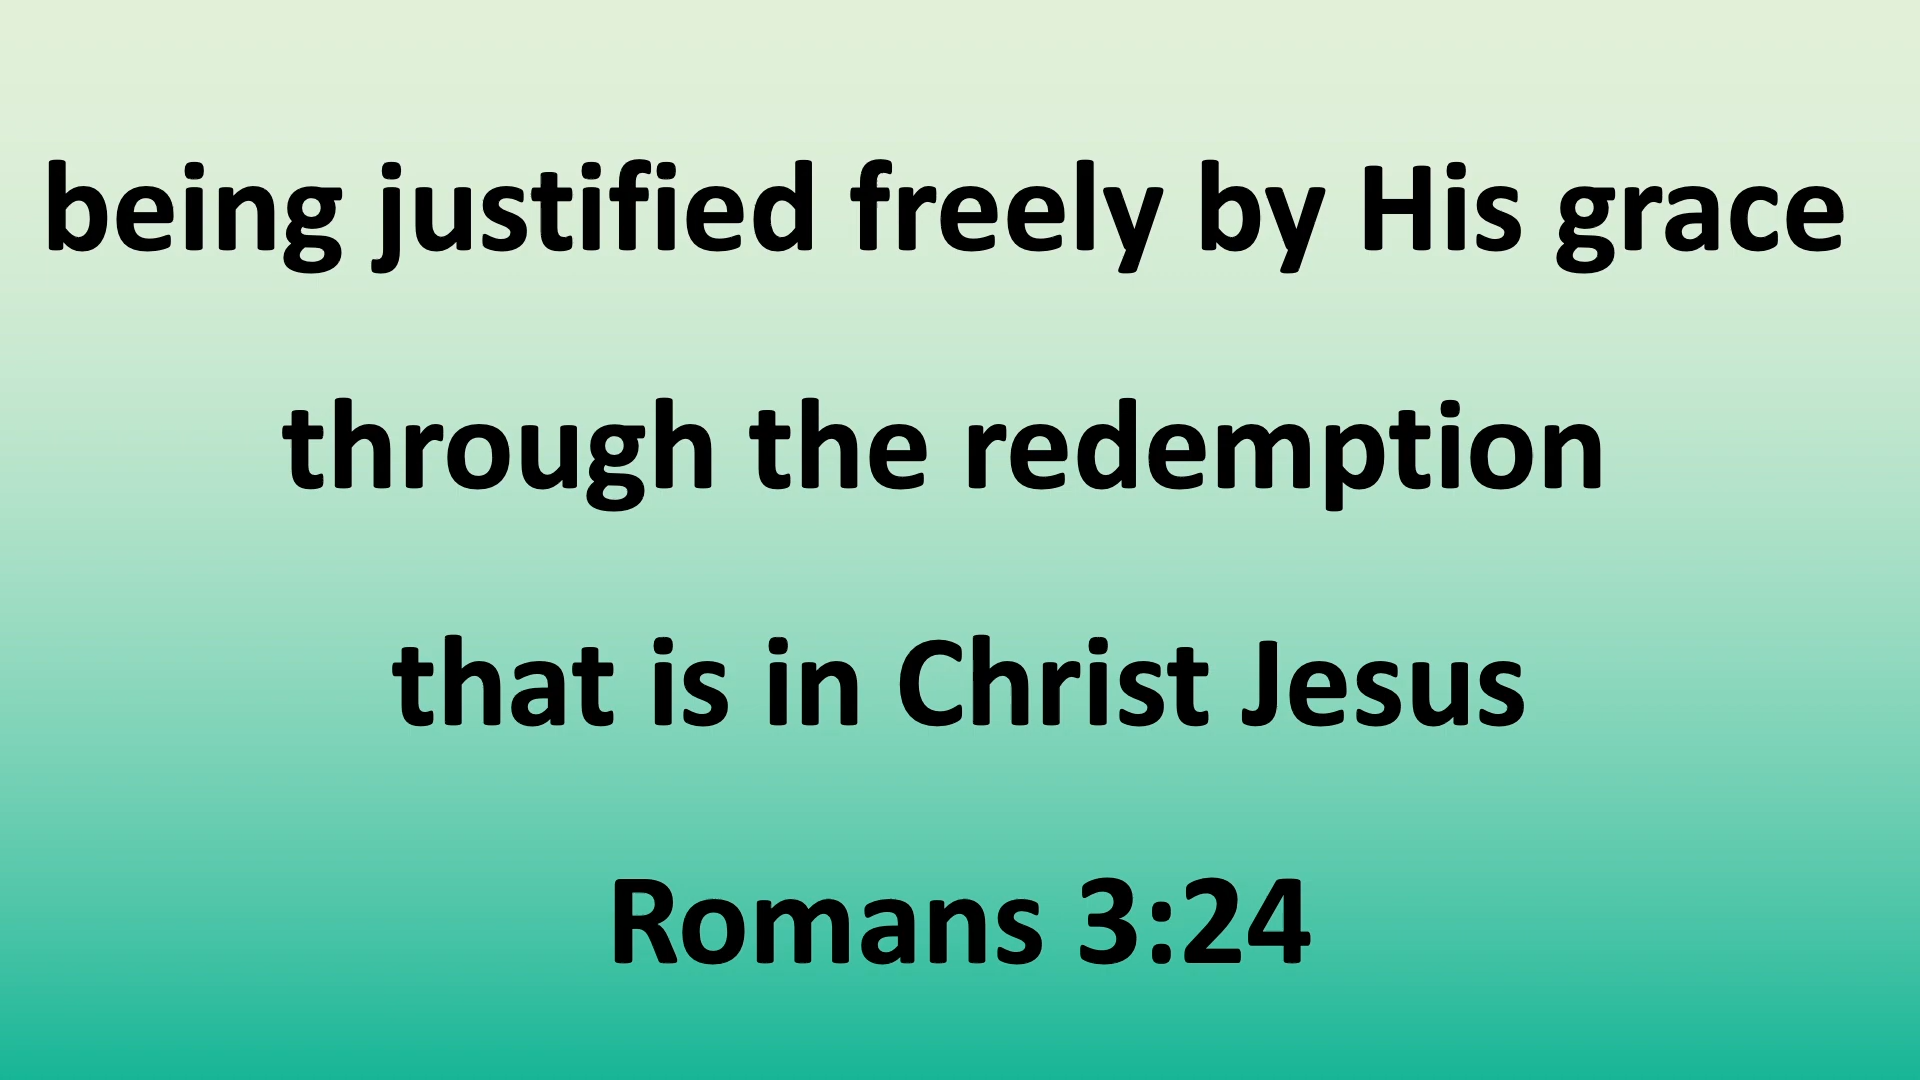 being justified freely by His grace
through the redemption
that is in Christ Jesus
Romans 3:24